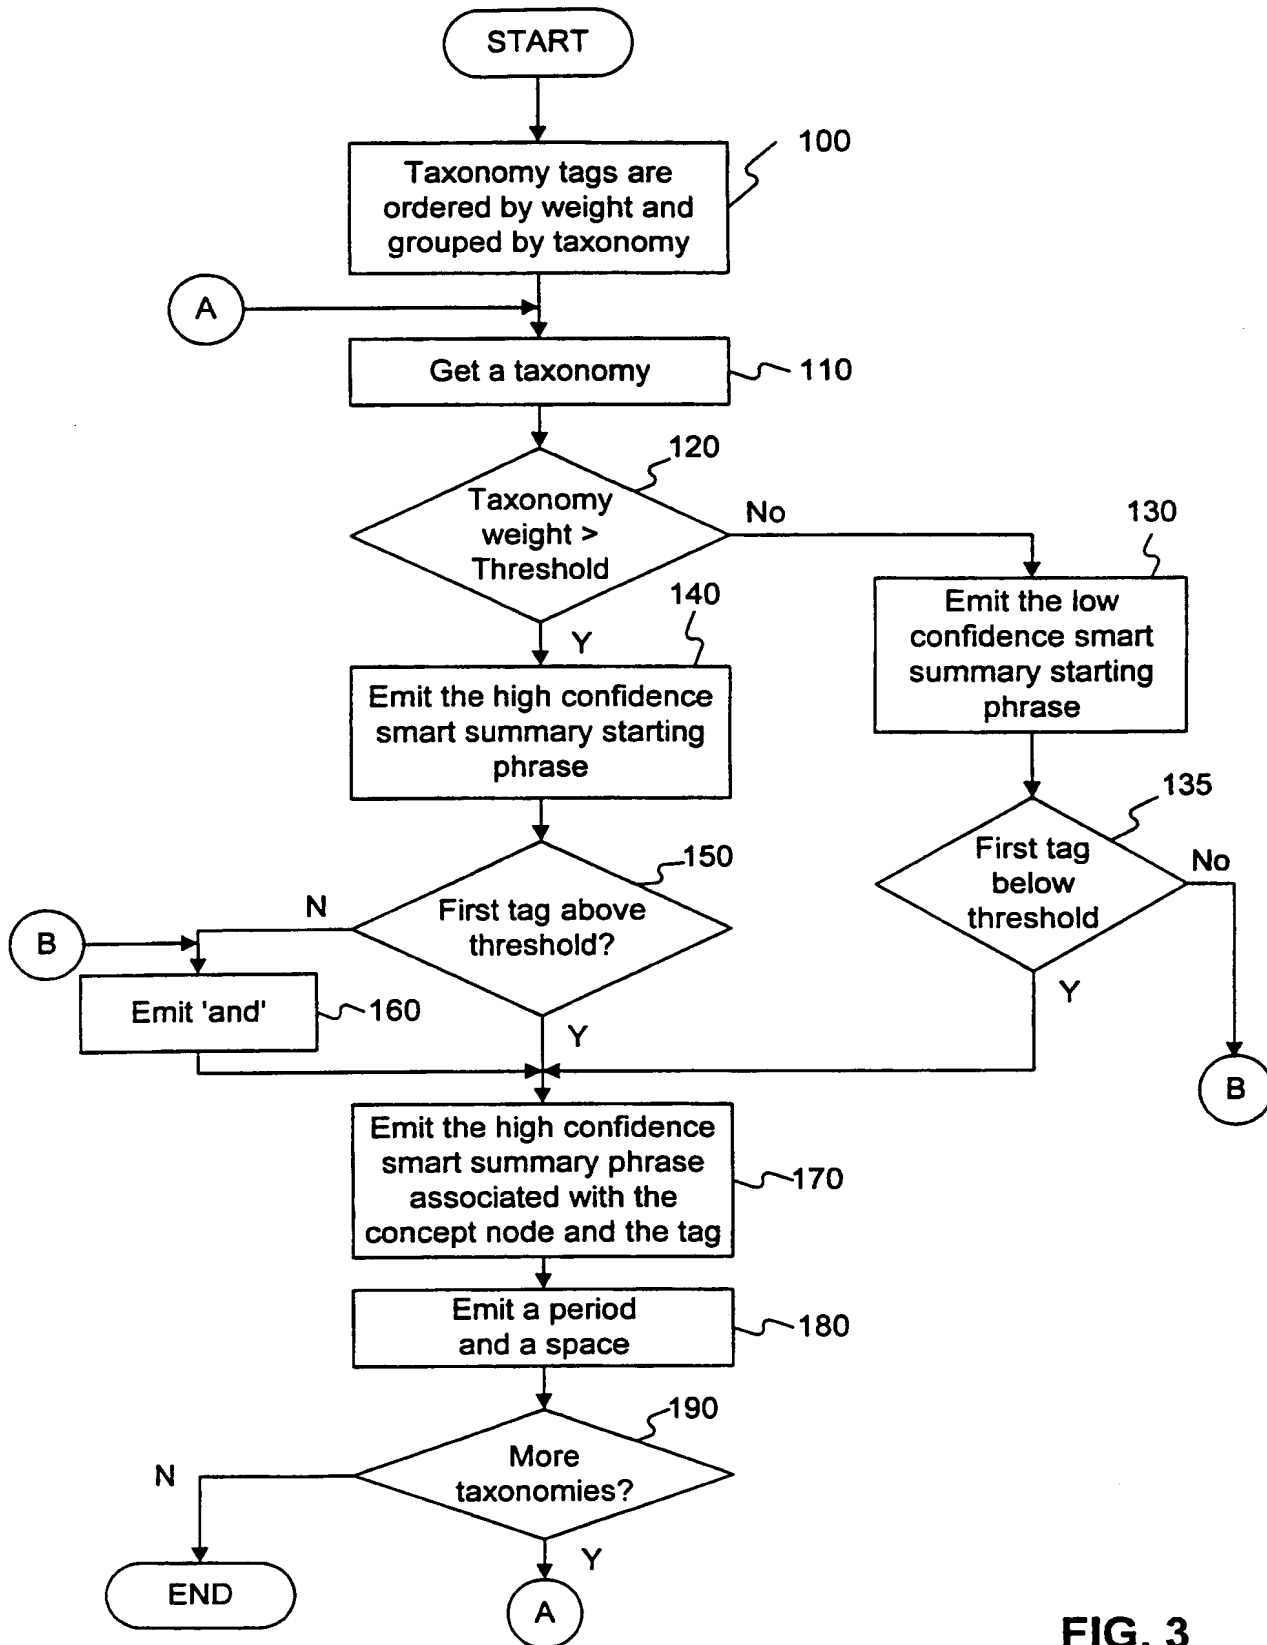 START
100
Taxonomy tags are
ordered by weight and
grouped by taxonomy
A
Get a taxonomy
110
120
Taxonomy
weight >
Threshold
No
130
Emit the low
confidence smart
summary starting
phrase
140
Y
Emit the high confidence
smart summary starting
phrase
135
First tag
below
threshold
No
150
First tag above
threshold?
N
B
Emit 'and'
160
Y
Y
B
Emit the high confidence
smart summary phrase
associated with the
concept node and the tag
170
Emit a period
and a space
180
190
More
taxonomies?
N
END
Y
A
FIG. 3